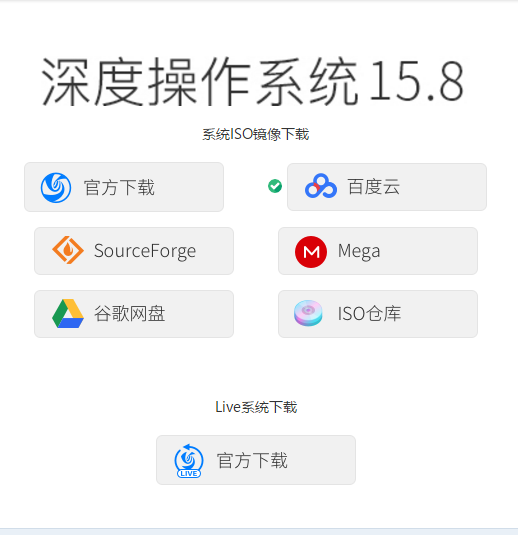 深度操作系统 15.8
系统ISO镜像下载
官方下载
百度云
SourceForge
Mega
谷歌网盘
ISO仓库
Live系统下载
LIVE
官方下载